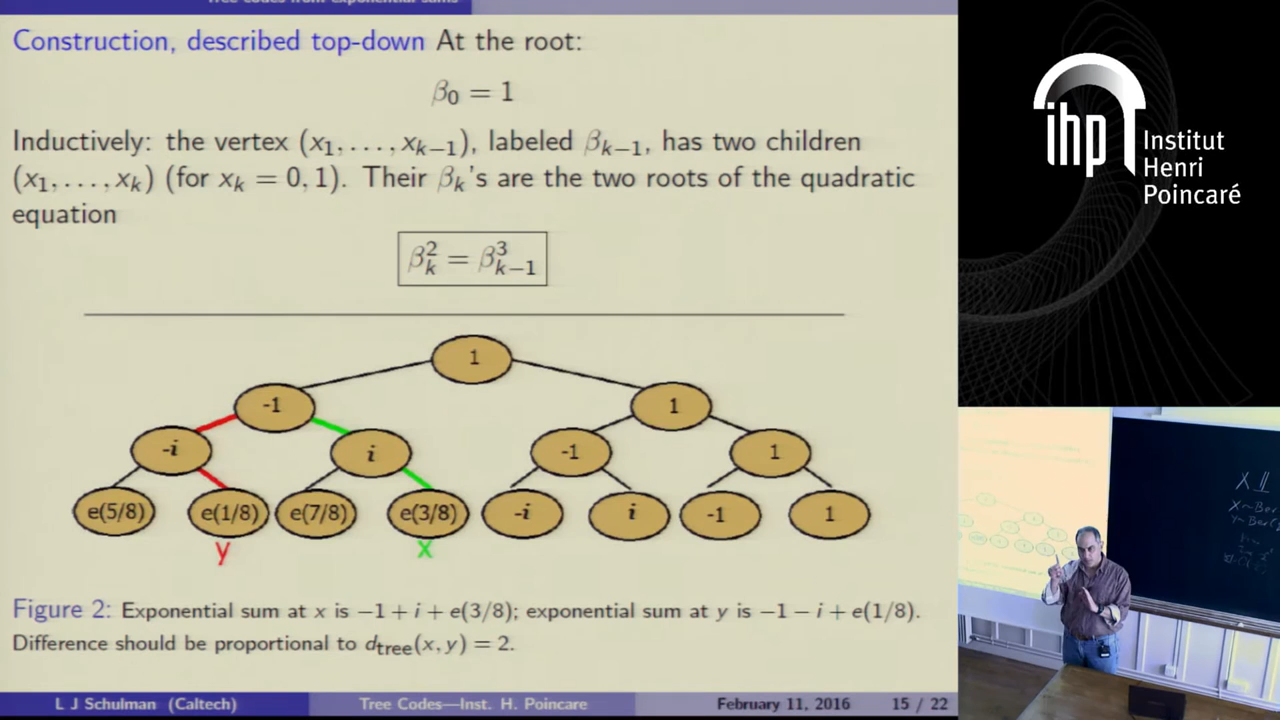 Tree codes from exponential sums
Construction, described top-down At the root:
β₀ = 1
Inductively: the vertex (x₁, . . . , xₖ₋₁), labeled βₖ₋₁, has two children
(x₁, . . . , xₖ) (for xₖ = 0, 1). Their βₖ's are the two roots of the quadratic
equation
βₖ² = βₖ₋₁³
1
-1 1
-i i -1 1
e(5/8) e(1/8) e(7/8) e(3/8) -i i -1 1
y x
Figure 2: Exponential sum at x is −1 + i + e(3/8); exponential sum at y is −1 − i + e(1/8).
Difference should be proportional to d_tree(x, y) = 2.
L J Schulman (Caltech) Tree Codes—Inst. H. Poincare February 11, 2016 15 / 22
ihp
Institut
Henri
Poincaré